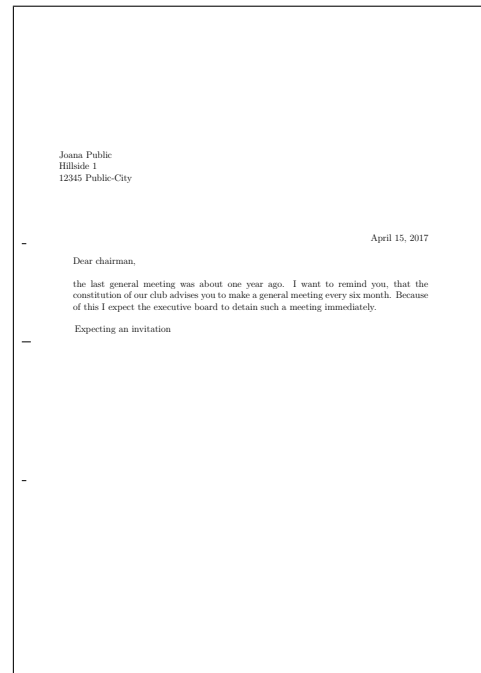 Joana Public
Hillside 1
12345 Public-City
April 15, 2017
Dear chairman,
the last general meeting was about one year ago. I want to remind you, that the
constitution of our club advises you to make a general meeting every six month. Because
of this I expect the executive board to detain such a meeting immediately.
Expecting an invitation